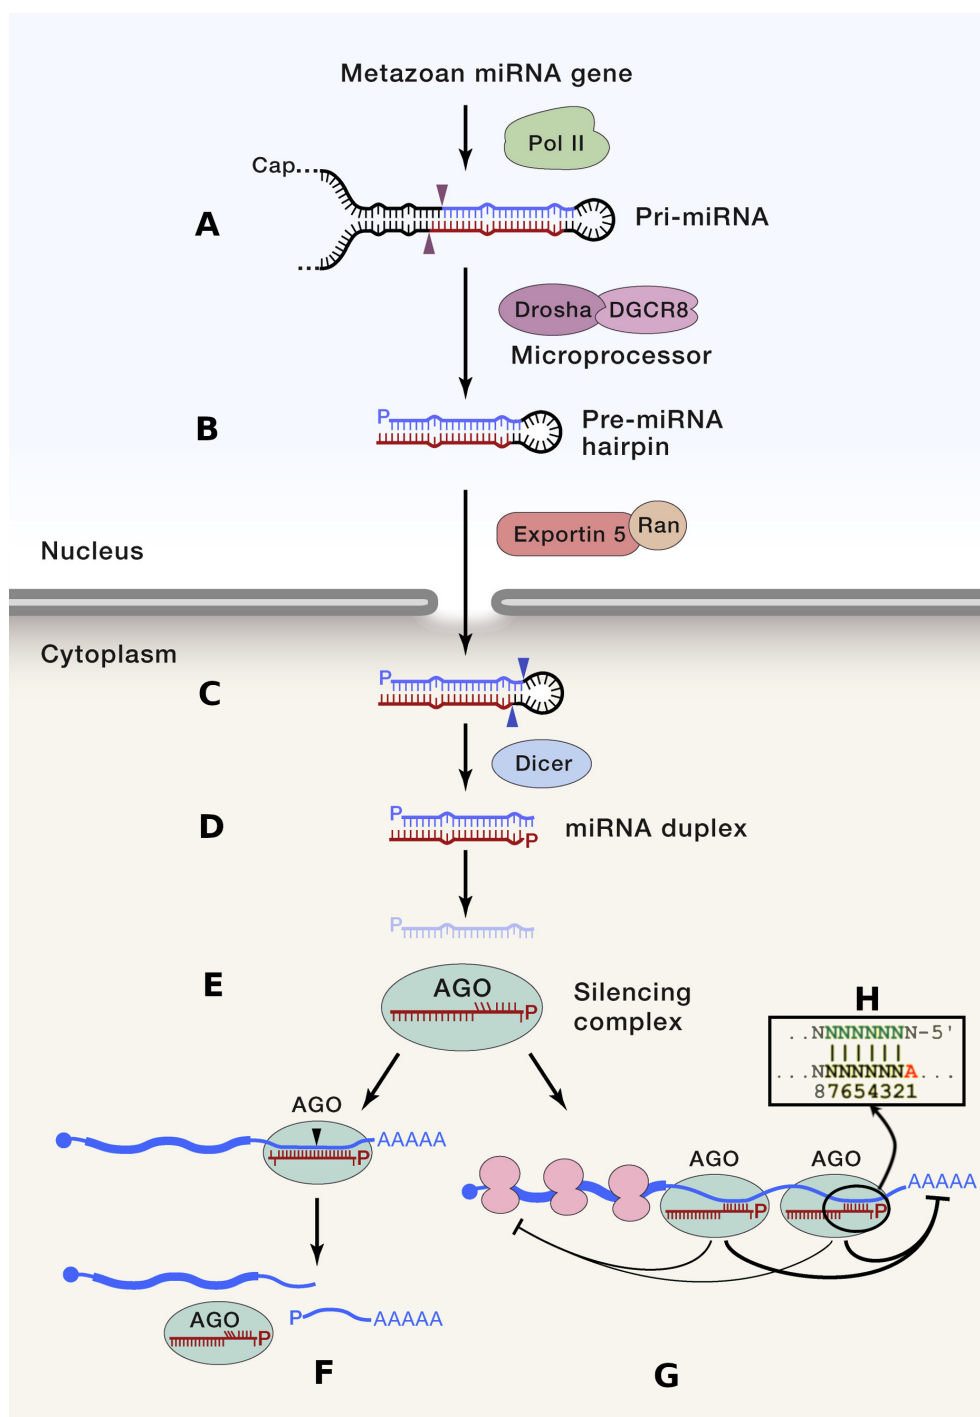 Metazoan miRNA gene
Pol II
Cap...
A
Pri-miRNA
...
Drosha
DGCR8
Microprocessor
P
B
Pre-miRNA
hairpin
Exportin 5
Ran
Nucleus
Cytoplasm
P
C
Dicer
P
D
miRNA duplex
P
P
E
AGO
P
Silencing
complex
H
..NNNNNNNN-5'
...NNNNNNNA...
87654321
AGO
AAAAA
P
AGO
AGO
AAAAA
P
P
AGO
P
P
AAAAA
F
G